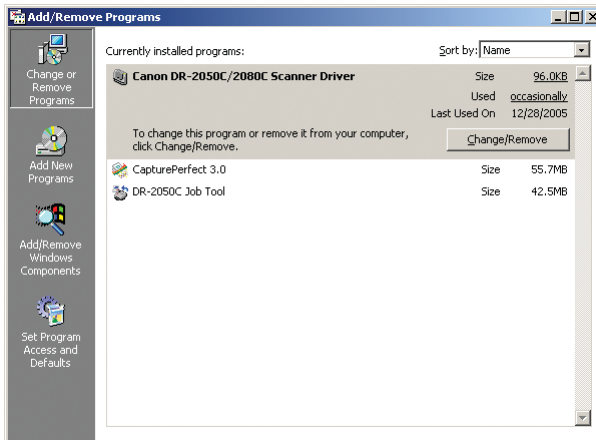 Add/Remove Programs
Change or
Remove
Programs
Add New
Programs
Add/Remove
Windows
Components
Set Program
Access and
Defaults
Currently installed programs:
Sort by: Name
Canon DR-2050C/2080C Scanner Driver
Size 96.0KB
Used occasionally
Last Used On 12/28/2005
To change this program or remove it from your computer,
click Change/Remove.
Change/Remove
CapturePerfect 3.0 Size 55.7MB
DR-2050C Job Tool Size 42.5MB